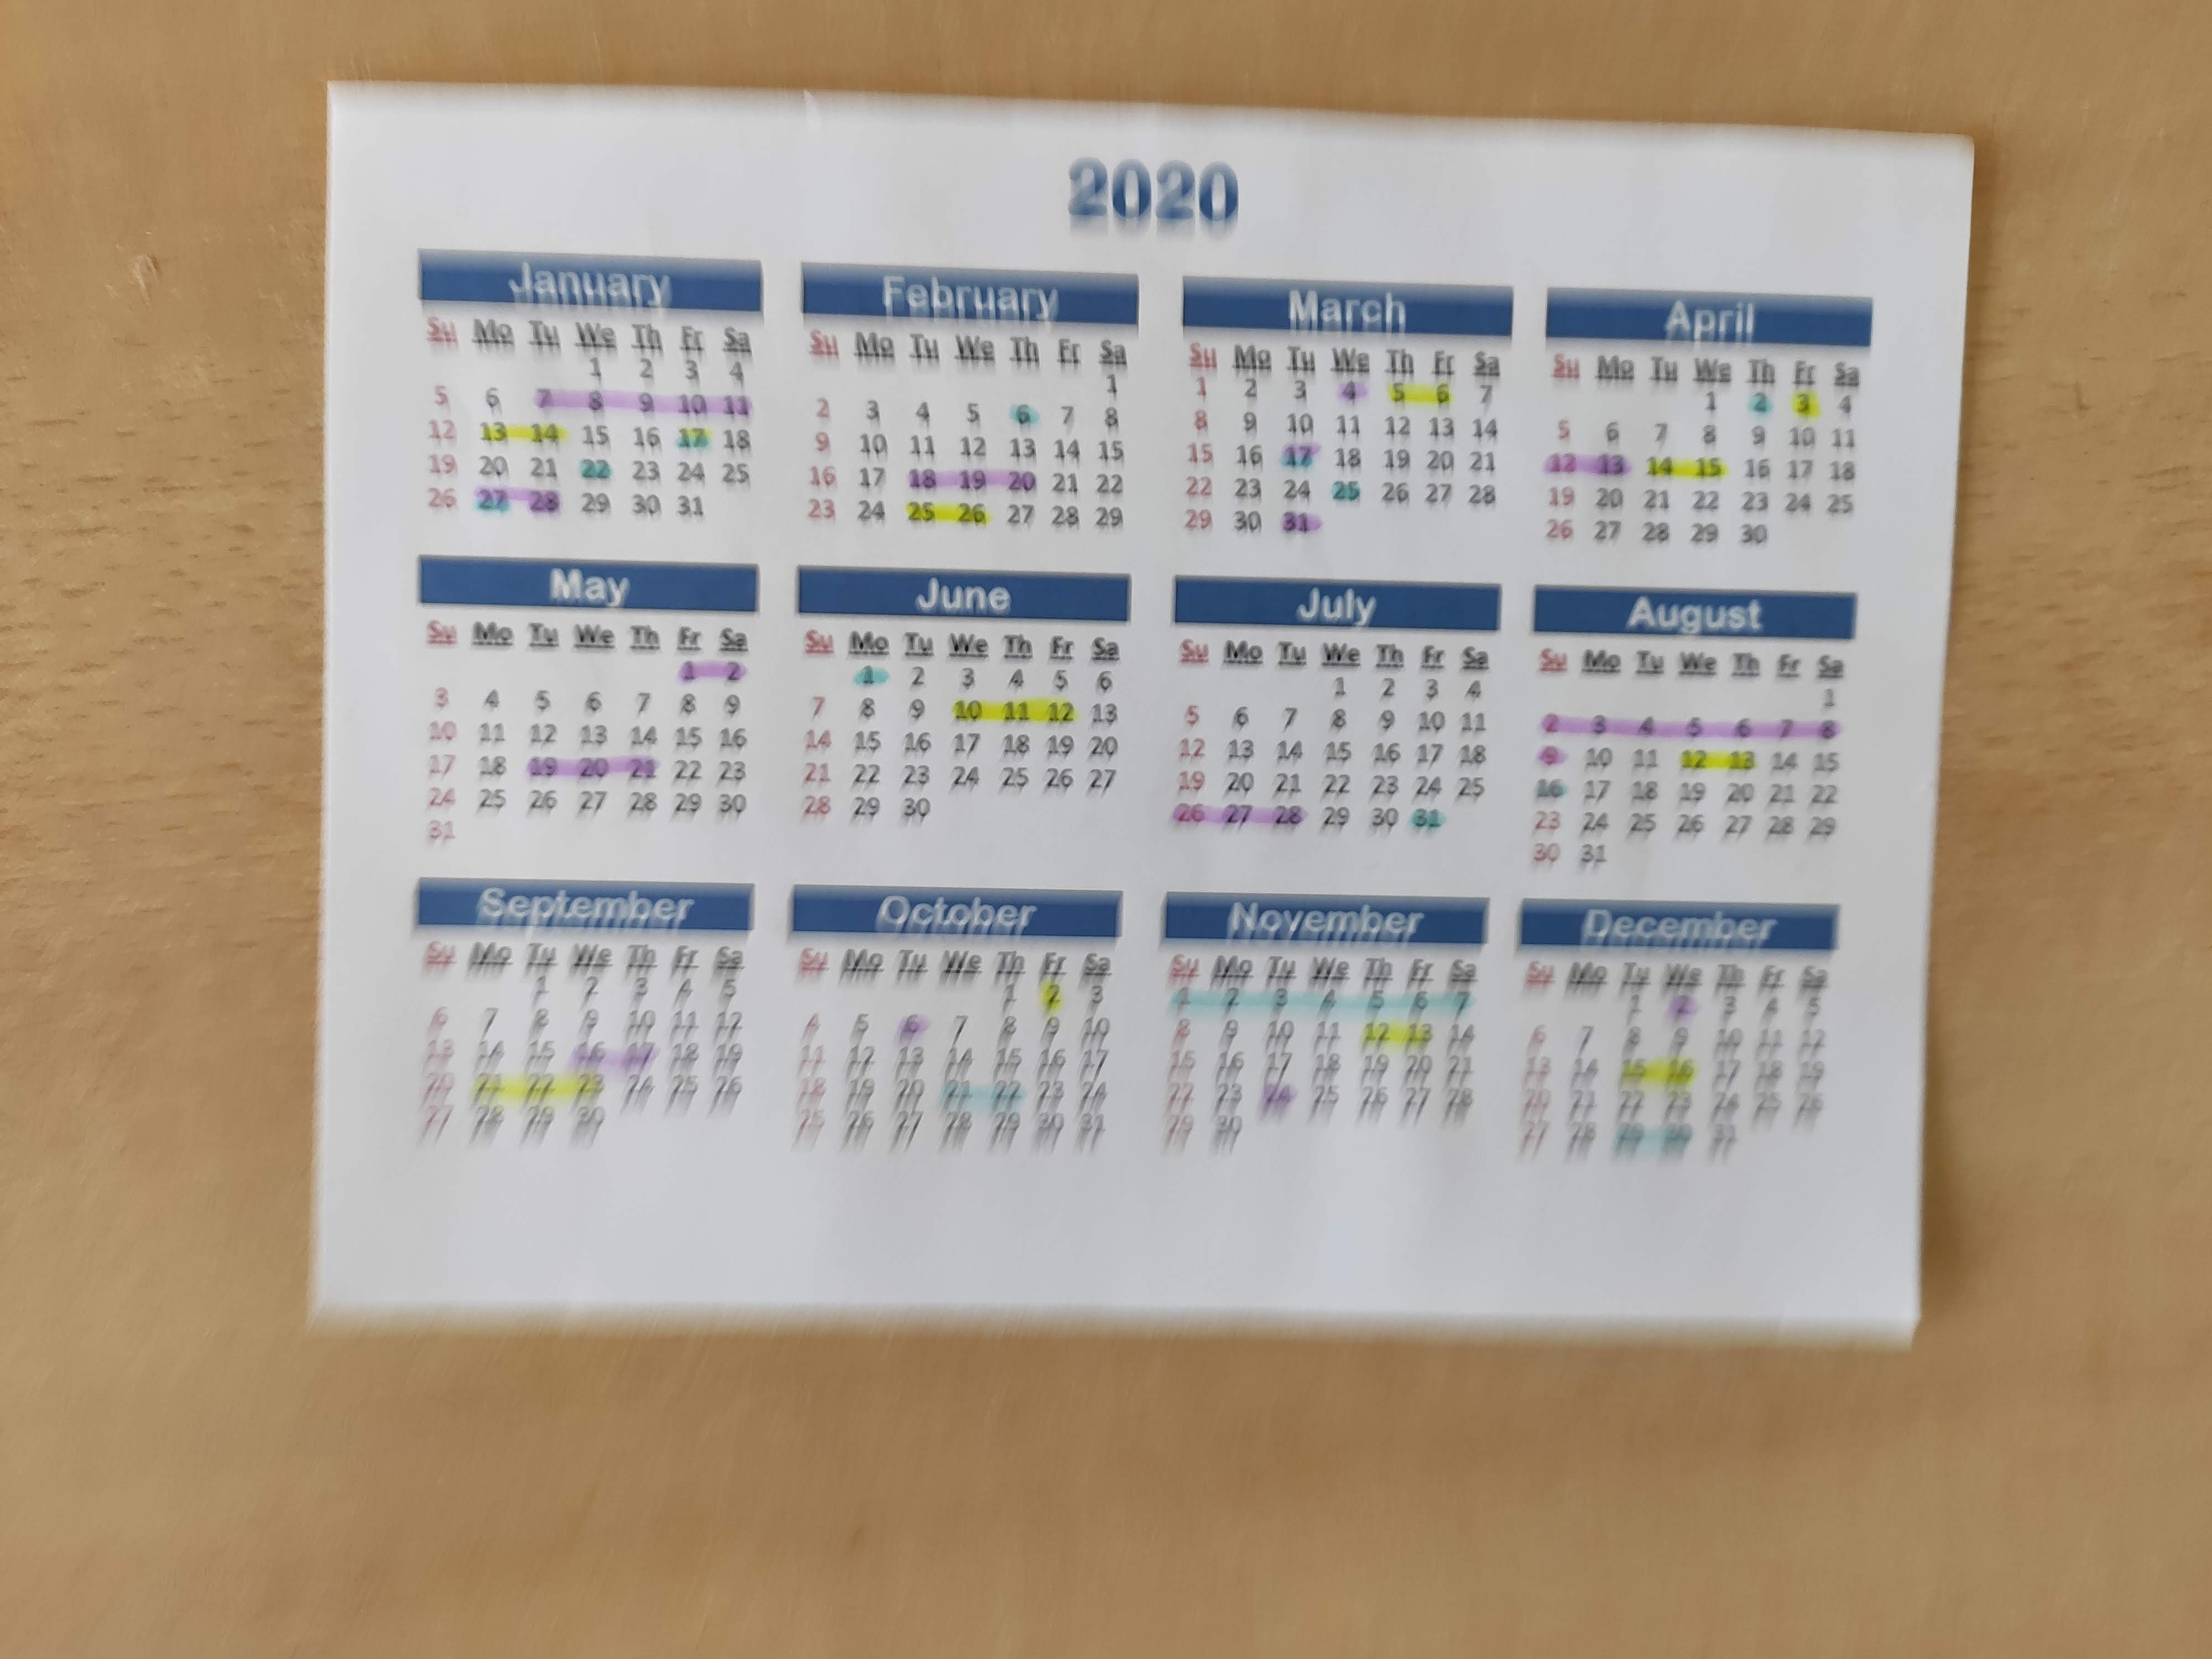 2020
January February March April
Su Mo Tu We Th Fr Sa Su Mo Tu We Th Fr Sa Su Mo Tu We Th Fr Sa Su Mo Tu We Th Fr Sa
1 2 3 4 1 1 2 3 4 5 6 7 1 2 3 4
5 6 7 8 9 10 11 2 3 4 5 6 7 8 8 9 10 11 12 13 14 5 6 7 8 9 10 11
12 13 14 15 16 17 18 9 10 11 12 13 14 15 15 16 17 18 19 20 21 12 13 14 15 16 17 18
19 20 21 22 23 24 25 16 17 18 19 20 21 22 22 23 24 25 26 27 28 19 20 21 22 23 24 25
26 27 28 29 30 31 23 24 25 26 27 28 29 29 30 31 26 27 28 29 30
May June July August
Su Mo Tu We Th Fr Sa Su Mo Tu We Th Fr Sa Su Mo Tu We Th Fr Sa Su Mo Tu We Th Fr Sa
1 2 1 2 3 4 5 6 1 2 3 4 1
3 4 5 6 7 8 9 7 8 9 10 11 12 13 5 6 7 8 9 10 11 2 3 4 5 6 7 8
10 11 12 13 14 15 16 14 15 16 17 18 19 20 12 13 14 15 16 17 18 9 10 11 12 13 14 15
17 18 19 20 21 22 23 21 22 23 24 25 26 27 19 20 21 22 23 24 25 16 17 18 19 20 21 22
24 25 26 27 28 29 30 28 29 30 26 27 28 29 30 31 23 24 25 26 27 28 29
31 30 31
September October November December
Su Mo Tu We Th Fr Sa Su Mo Tu We Th Fr Sa Su Mo Tu We Th Fr Sa Su Mo Tu We Th Fr Sa
1 2 3 4 5 1 2 3 1 2 3 4 5 6 7 1 2 3 4 5
6 7 8 9 10 11 12 4 5 6 7 8 9 10 8 9 10 11 12 13 14 6 7 8 9 10 11 12
13 14 15 16 17 18 19 11 12 13 14 15 16 17 15 16 17 18 19 20 21 13 14 15 16 17 18 19
20 21 22 23 24 25 26 18 19 20 21 22 23 24 22 23 24 25 26 27 28 20 21 22 23 24 25 26
27 28 29 30 25 26 27 28 29 30 31 29 30 27 28 29 30 31